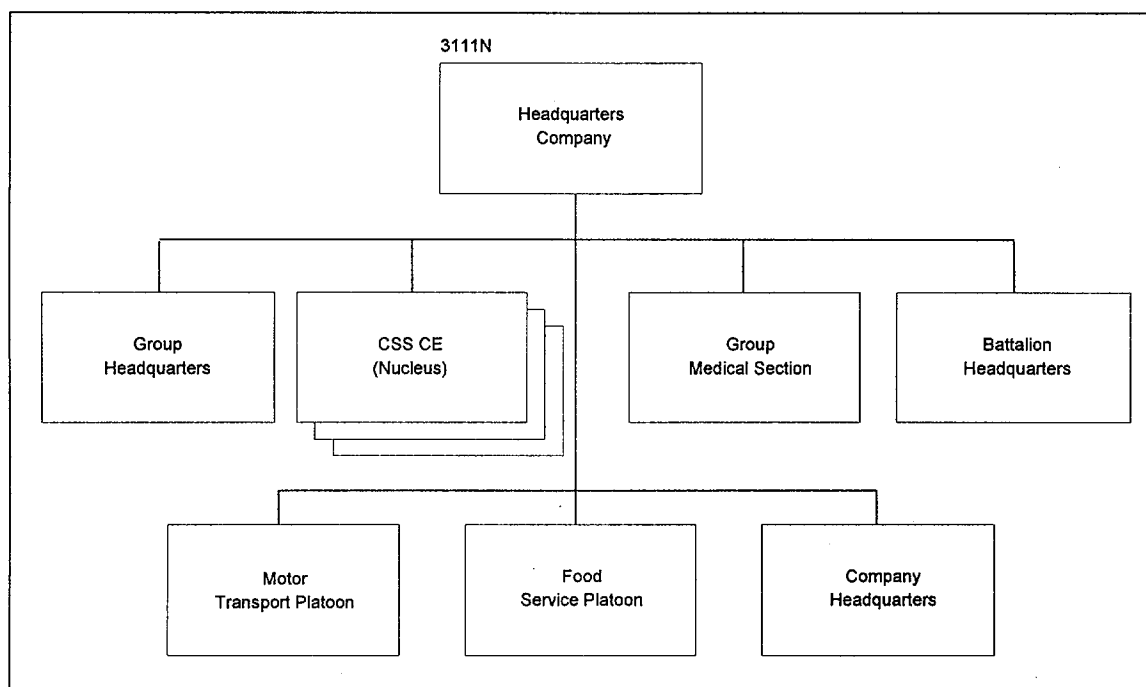 3111N
Headquarters
Company
Group
Headquarters
CSS CE
(Nucleus)
Group
Medical Section
Battalion
Headquarters
Motor
Transport Platoon
Food
Service Platoon
Company
Headquarters